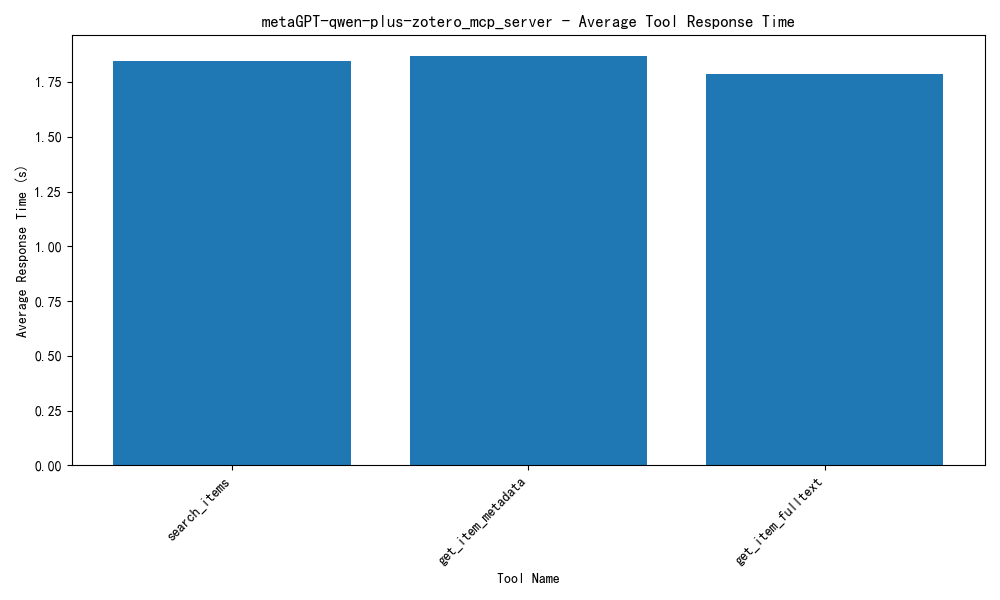 metaGPT-qwen-plus-zotero_mcp_server - Average Tool Response Time
Average Response Time (s)
1.75
1.50
1.25
1.00
0.75
0.50
0.25
0.00
search_items
get_item_metadata
get_item_fulltext
Tool Name